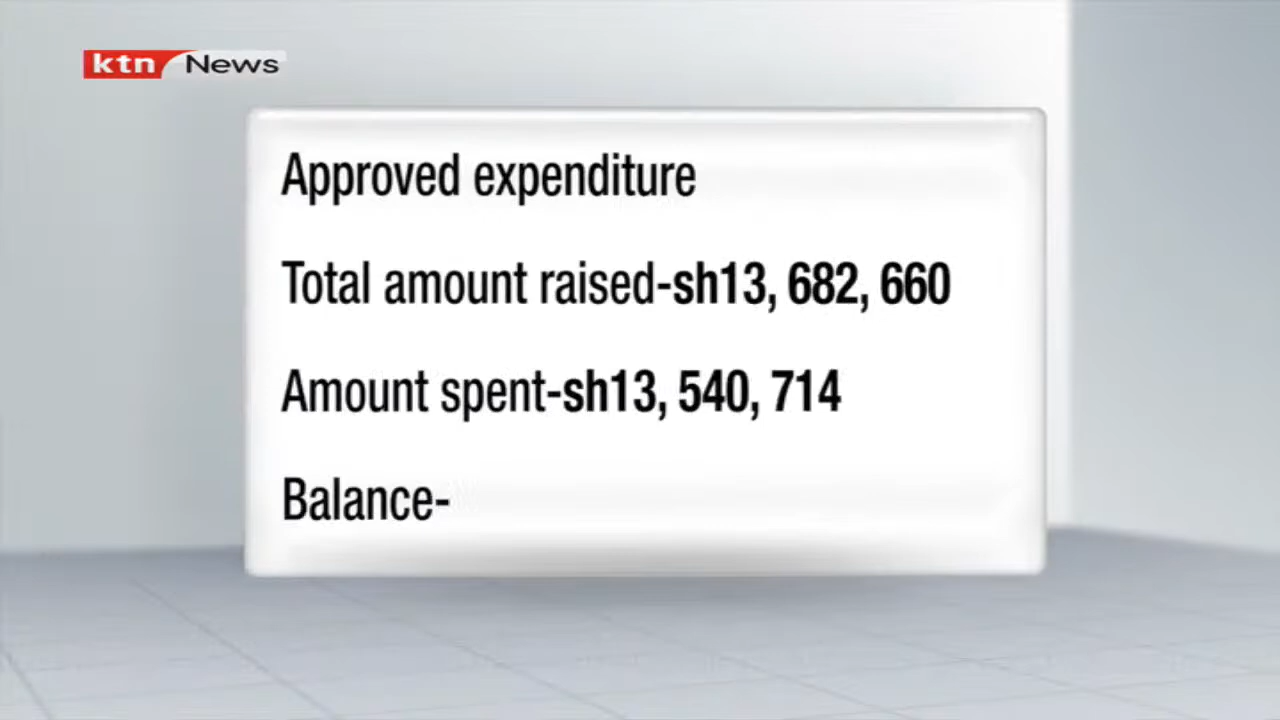 ktn News
Approved expenditure
Total amount raised-sh13, 682, 660
Amount spent-sh13, 540, 714
Balance-